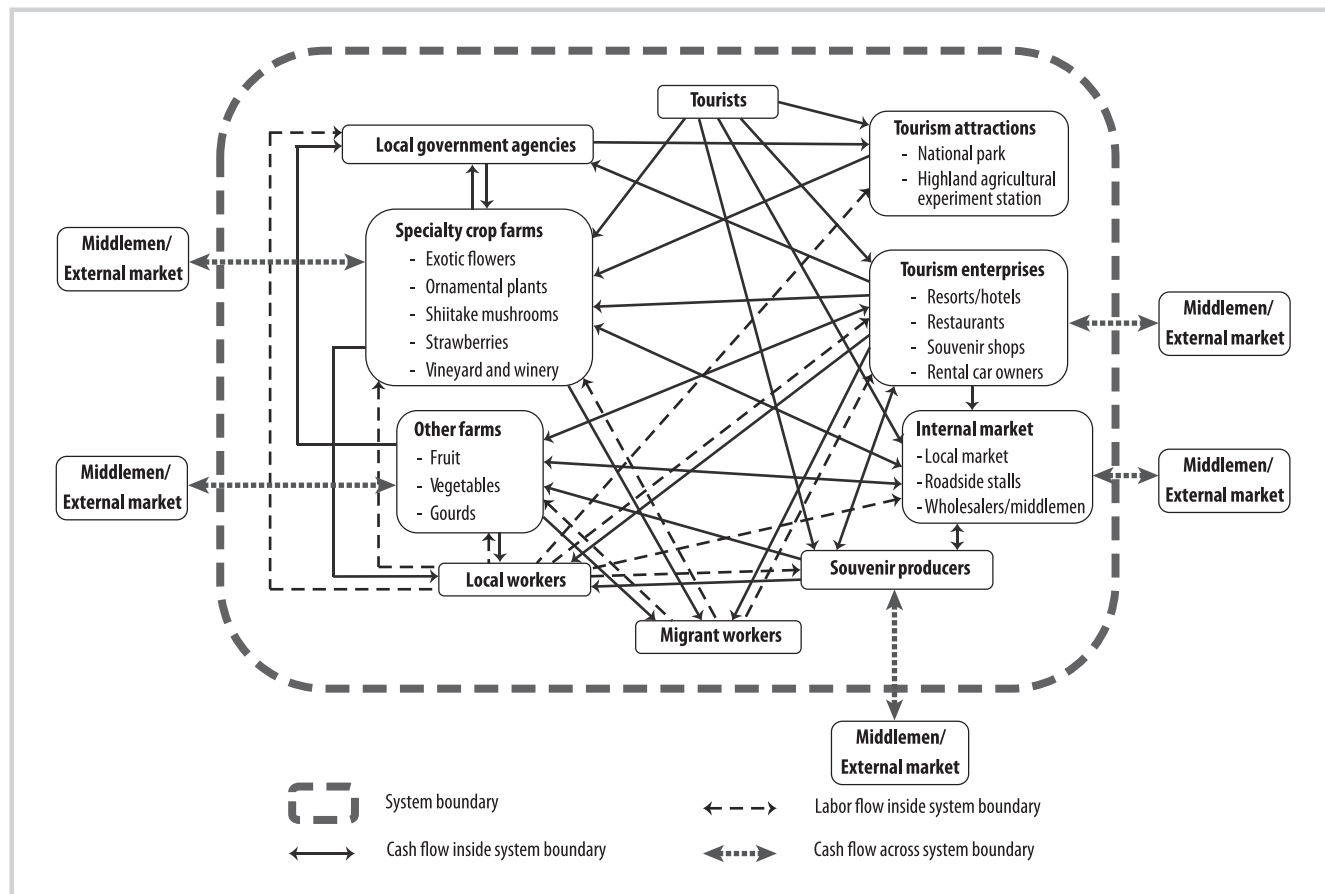 Tourists
Tourism attractions
- National park
- Highland agricultural
experiment station
Local government agencies
Specialty crop farms
- Exotic flowers
- Ornamental plants
- Shiitake mushrooms
- Strawberries
- Vineyard and winery
Middlemen/
External market
Tourism enterprises
- Resorts/hotels
- Restaurants
- Souvenir shops
- Rental car owners
Middlemen/
External market
Other farms
- Fruit
- Vegetables
- Gourds
Middlemen/
External market
Internal market
-Local market
-Roadside stalls
-Wholesalers/middlemen
Middlemen/
External market
Local workers
Souvenir producers
Migrant workers
Middlemen/
External market
System boundary
Labor flow inside system boundary
Cash flow inside system boundary
Cash flow across system boundary